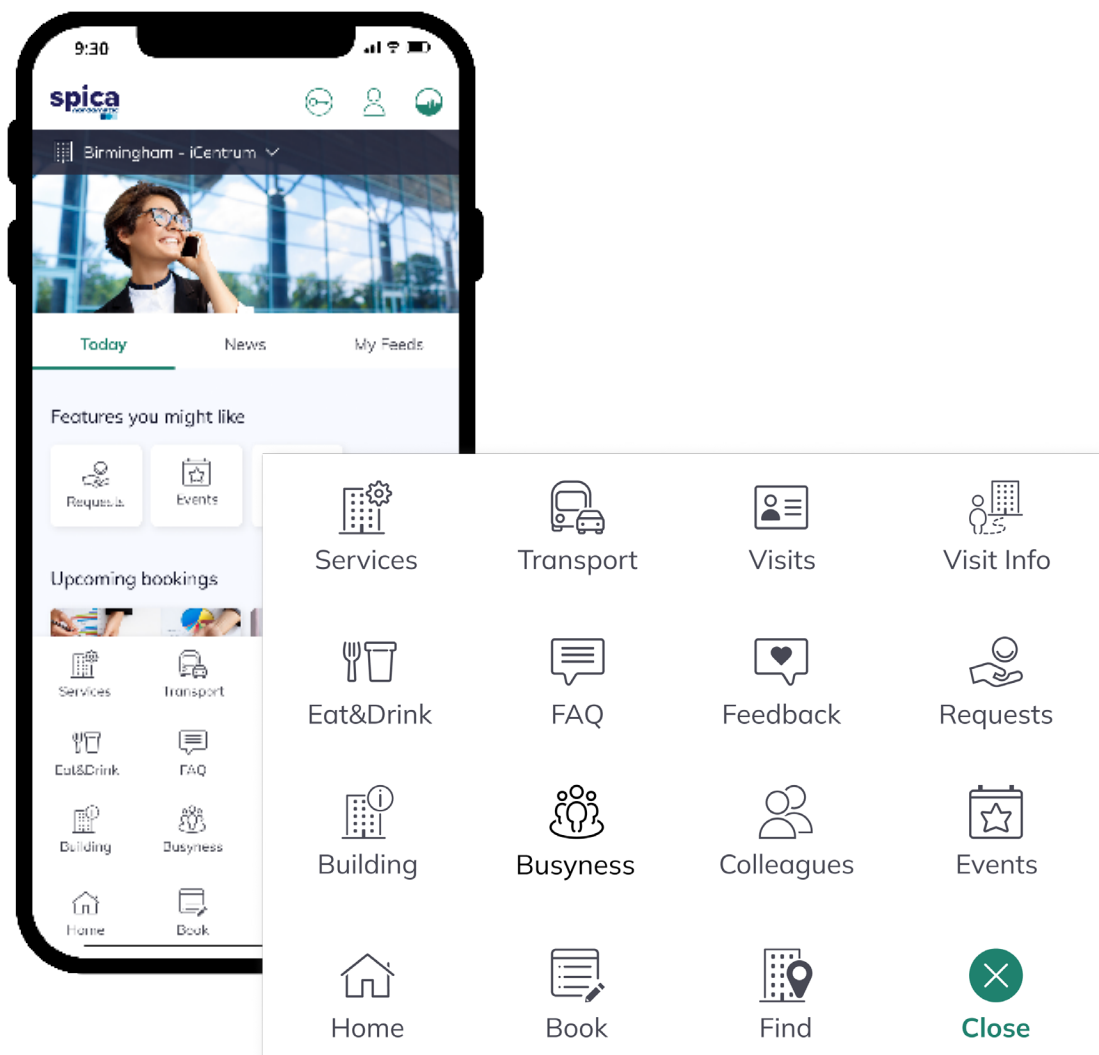 9:30
spica
Birmingham - iCentrum
Today News My Feeds
Features you might like
Requests Events
Upcoming bookings
Services Transport
Eat&Drink FAQ
Building Busyness
Home Book
Services Transport Visits Visit Info
Eat&Drink FAQ Feedback Requests
Building Busyness Colleagues Events
Home Book Find Close